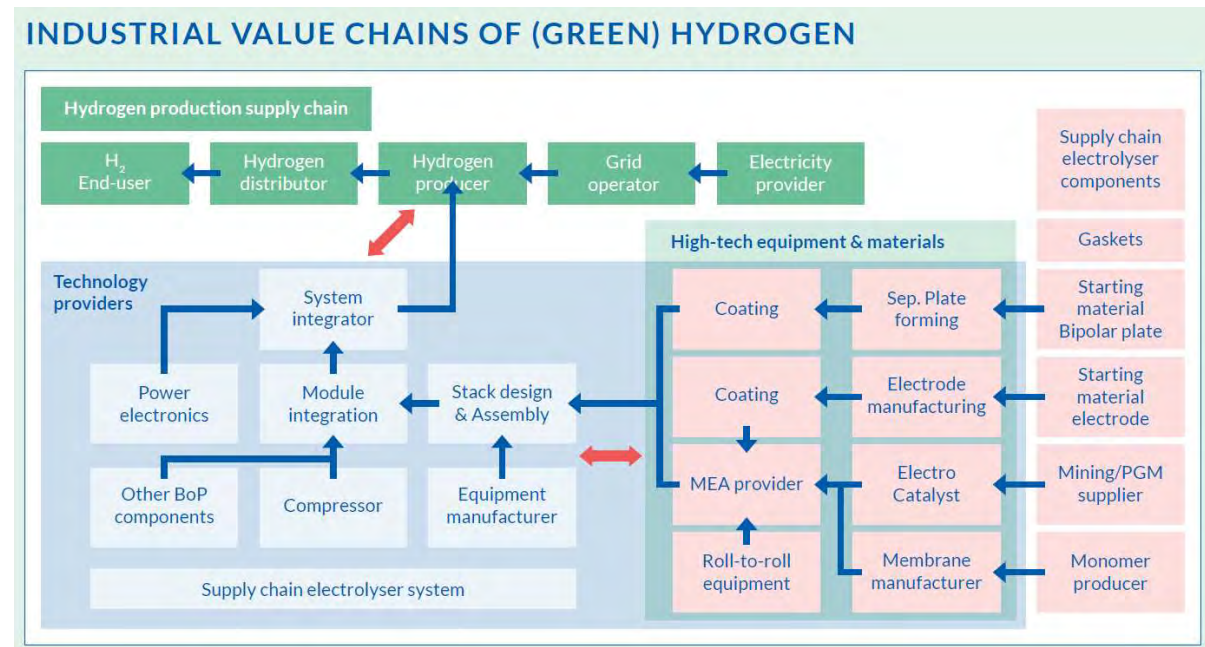 INDUSTRIAL VALUE CHAINS OF (GREEN) HYDROGEN
Hydrogen production supply chain
H₂
End-user
Hydrogen
distributor
Hydrogen
producer
Grid
operator
Electricity
provider
Supply chain
electrolyser
components
Gaskets
High-tech equipment & materials
Technology
providers
System
integrator
Coating
Sep. Plate
forming
Starting
material
Bipolar plate
Power
electronics
Module
integration
Stack design
& Assembly
Coating
Electrode
manufacturing
Starting
material
electrode
Other BoP
components
Compressor
Equipment
manufacturer
MEA provider
Electro
Catalyst
Mining/PGM
supplier
Roll-to-roll
equipment
Membrane
manufacturer
Monomer
producer
Supply chain electrolyser system